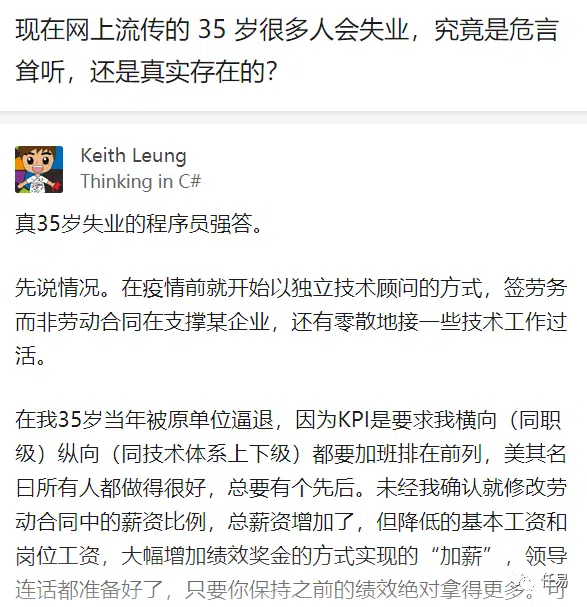 现在网上流传的 35 岁很多人会失业，究竟是危言
耸听，还是真实存在的？
Keith Leung
Thinking in C#
真35岁失业的程序员强答。
先说情况。在疫情前就开始以独立技术顾问的方式，签劳务
而非劳动合同在支撑某企业，还有零散地接一些技术工作过
活。
在我35岁当年被原单位逼退，因为KPI是要求我横向（同职
级）纵向（同技术体系上下级）都要加班排在前列，美其名
曰所有人都做得很好，总要有个先后。未经我确认就修改劳
动合同中的薪资比例，总薪资增加了，但降低的基本工资和
岗位工资，大幅增加绩效奖金的方式实现的“加薪”，领导
连话都准备好了，只要你保持之前的绩效绝对拿得更多。可
任易